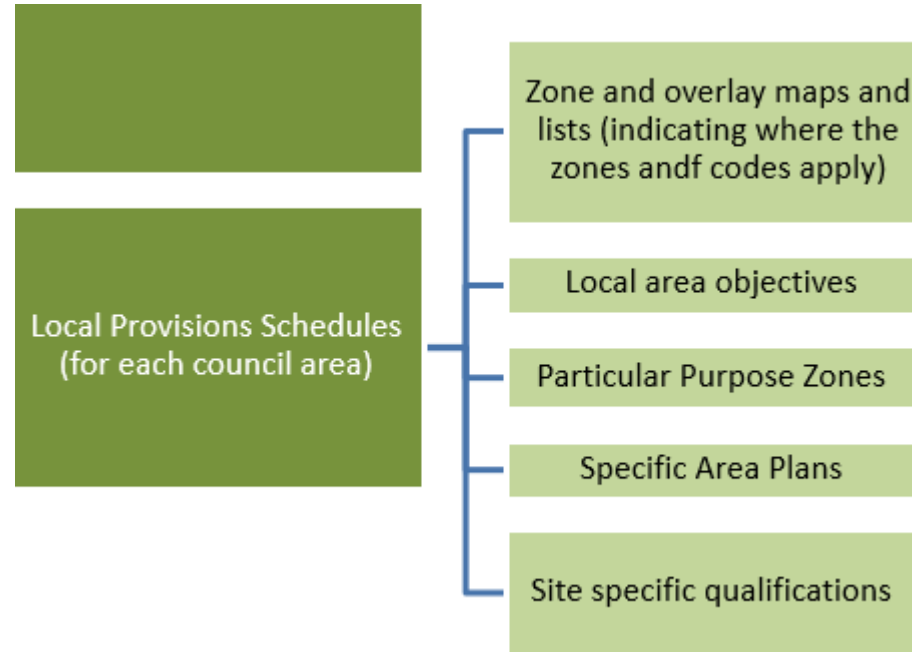 Local Provisions Schedules
(for each council area)
Zone and overlay maps and
lists (indicating where the
zones andf codes apply)
Local area objectives
Particular Purpose Zones
Specific Area Plans
Site specific qualifications